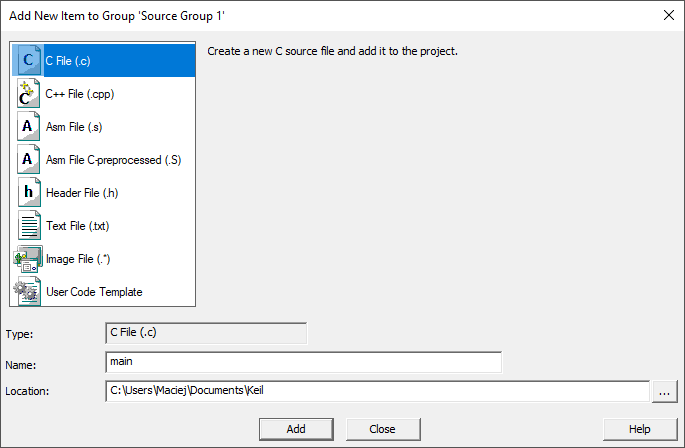 Add New Item to Group 'Source Group 1'
C File (.c)
Create a new C source file and add it to the project.
C++ File (.cpp)
Asm File (.s)
Asm File C-preprocessed (.S)
Header File (.h)
Text File (.txt)
Image File (.*)
User Code Template
Type:
C File (.c)
Name:
main
Location:
C:\Users\Maciej\Documents\Keil
...
Add
Close
Help